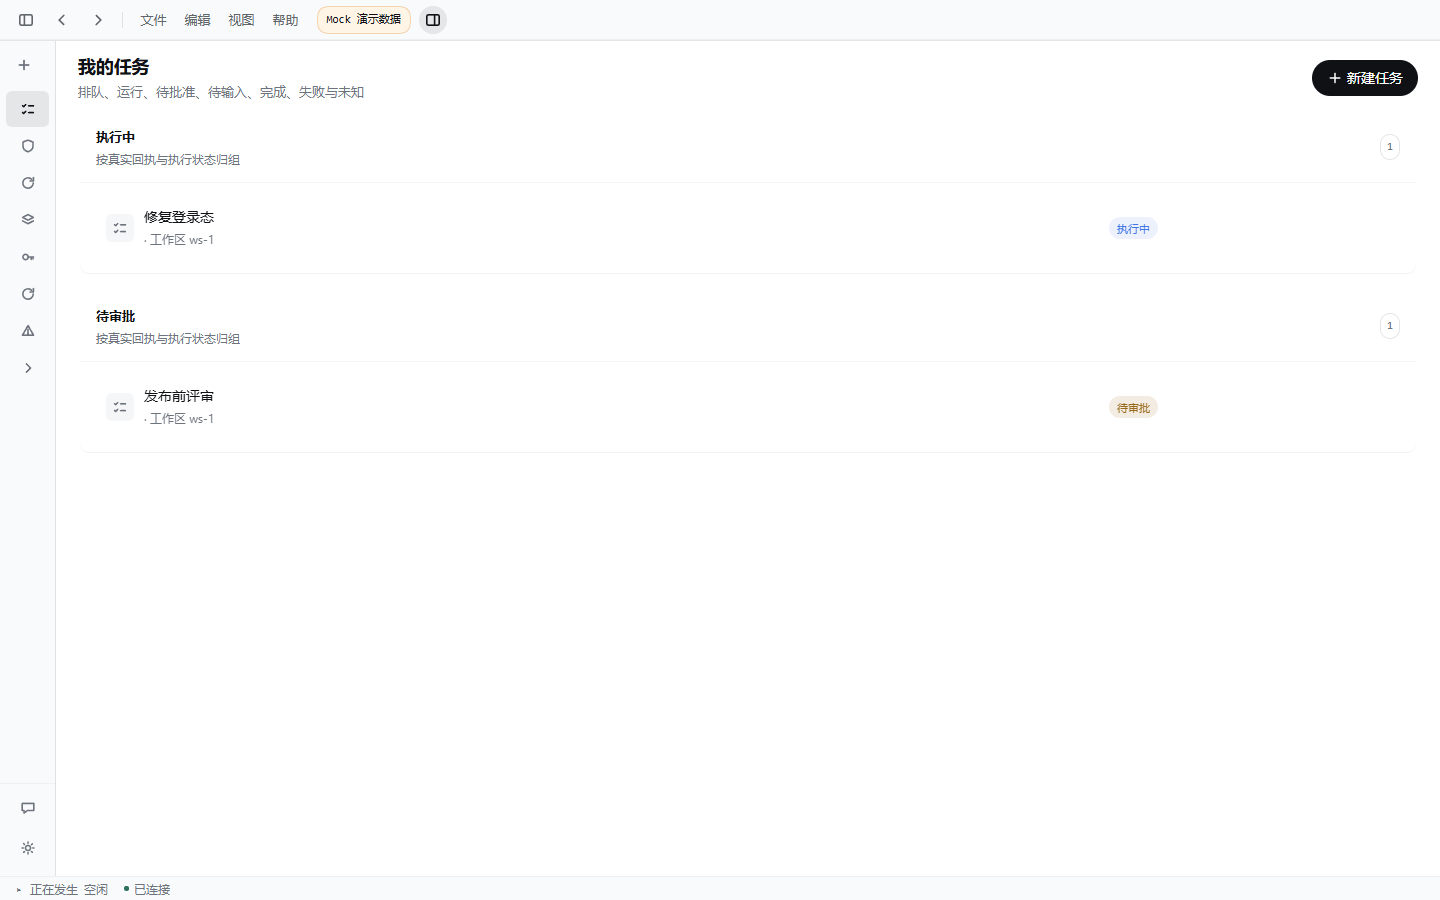 文件 编辑 视图 帮助 Mock 演示数据
我的任务
排队、运行、待批准、待输入、完成、失败与未知
新建任务
执行中
按真实回执与执行状态归组
1
修复登录态
· 工作区 ws-1
执行中
待审批
按真实回执与执行状态归组
1
发布前评审
· 工作区 ws-1
待审批
正在发生 空闲 已连接